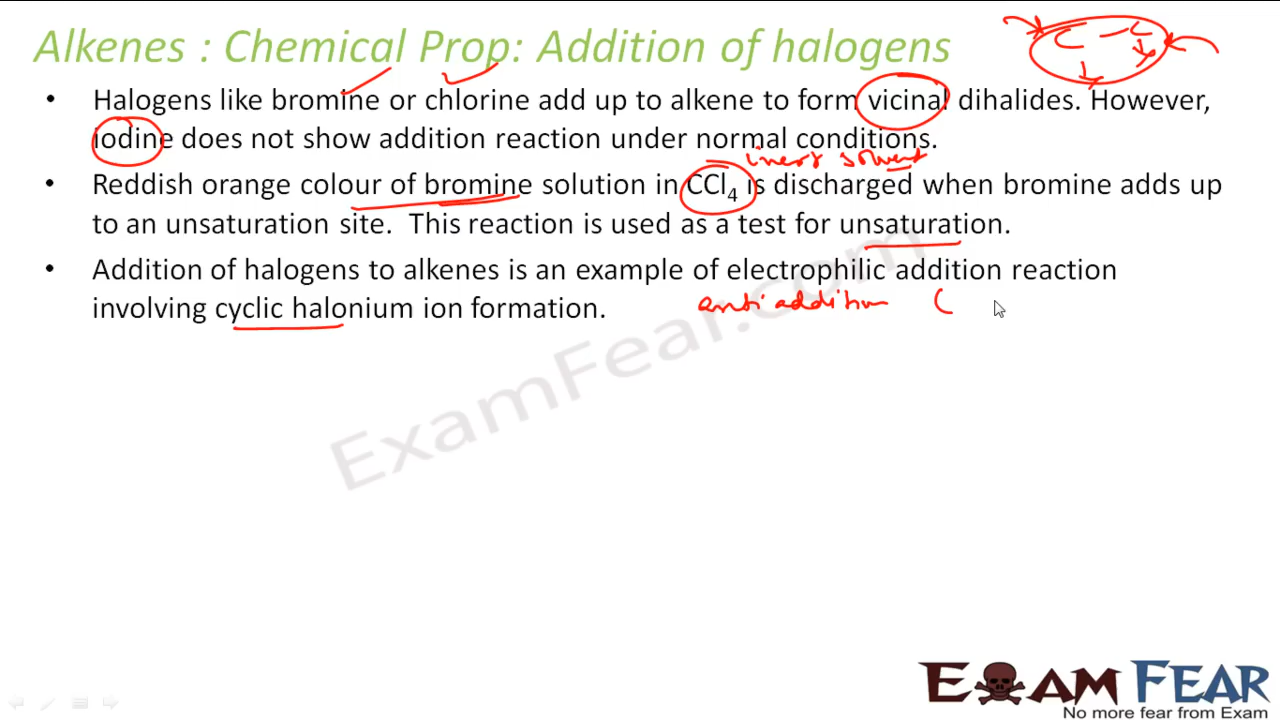 Alkenes : Chemical Prop: Addition of halogens
C – C
• Halogens like bromine or chlorine add up to alkene to form vicinal dihalides. However,
iodine does not show addition reaction under normal conditions.
inert solvent
• Reddish orange colour of bromine solution in CCl₄ is discharged when bromine adds up
to an unsaturation site. This reaction is used as a test for unsaturation.
• Addition of halogens to alkenes is an example of electrophilic addition reaction
involving cyclic halonium ion formation.
anti addition (
ExamFear.com
EXAM FEAR
No more fear from Exam